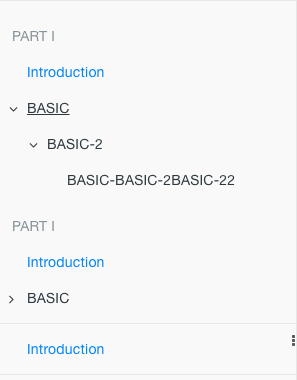 PART I
Introduction
BASIC
BASIC-2
BASIC-BASIC-2BASIC-22
PART I
Introduction
BASIC
Introduction